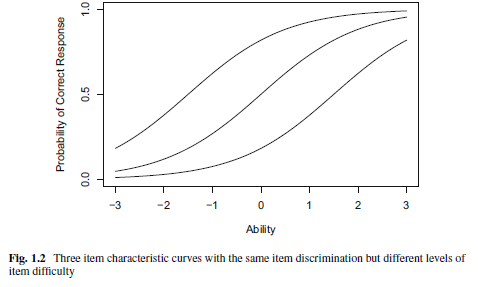 Probability of Correct Response
1.0
0.5
0.0
−3 −2 −1 0 1 2 3
Ability
Fig. 1.2 Three item characteristic curves with the same item discrimination but different levels of
item difficulty